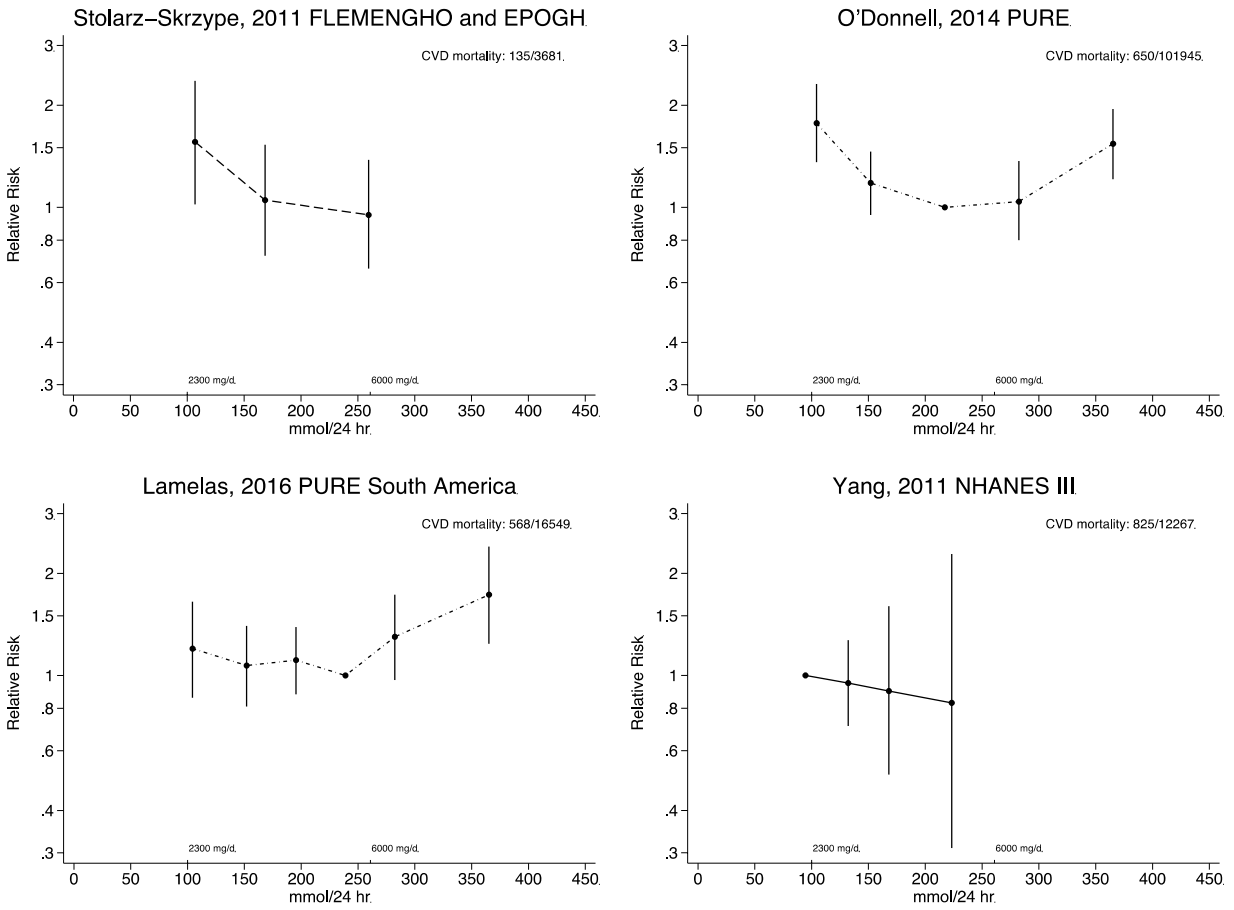 Stolarz–Skrzype, 2011 FLEMENGHO and EPOGH.
CVD mortality: 135/3681.
3
2
1.5
1
.8
.6
.4
.3
Relative Risk
2300 mg/d.
6000 mg/d.
0 50 100 150 200 250 300 350 400 450.
mmol/24 hr.
O'Donnell, 2014 PURE.
CVD mortality: 650/101945.
3
2
1.5
1
.8
.6
.4
.3
Relative Risk
2300 mg/d.
6000 mg/d.
0 50 100 150 200 250 300 350 400 450.
mmol/24 hr.
Lamelas, 2016 PURE South America.
CVD mortality: 568/16549.
3
2
1.5
1
.8
.6
.4
.3
Relative Risk
2300 mg/d.
6000 mg/d.
0 50 100 150 200 250 300 350 400 450.
mmol/24 hr.
Yang, 2011 NHANES III.
CVD mortality: 825/12267.
3
2
1.5
1
.8
.6
.4
.3
Relative Risk
2300 mg/d.
6000 mg/d.
0 50 100 150 200 250 300 350 400 450.
mmol/24 hr.